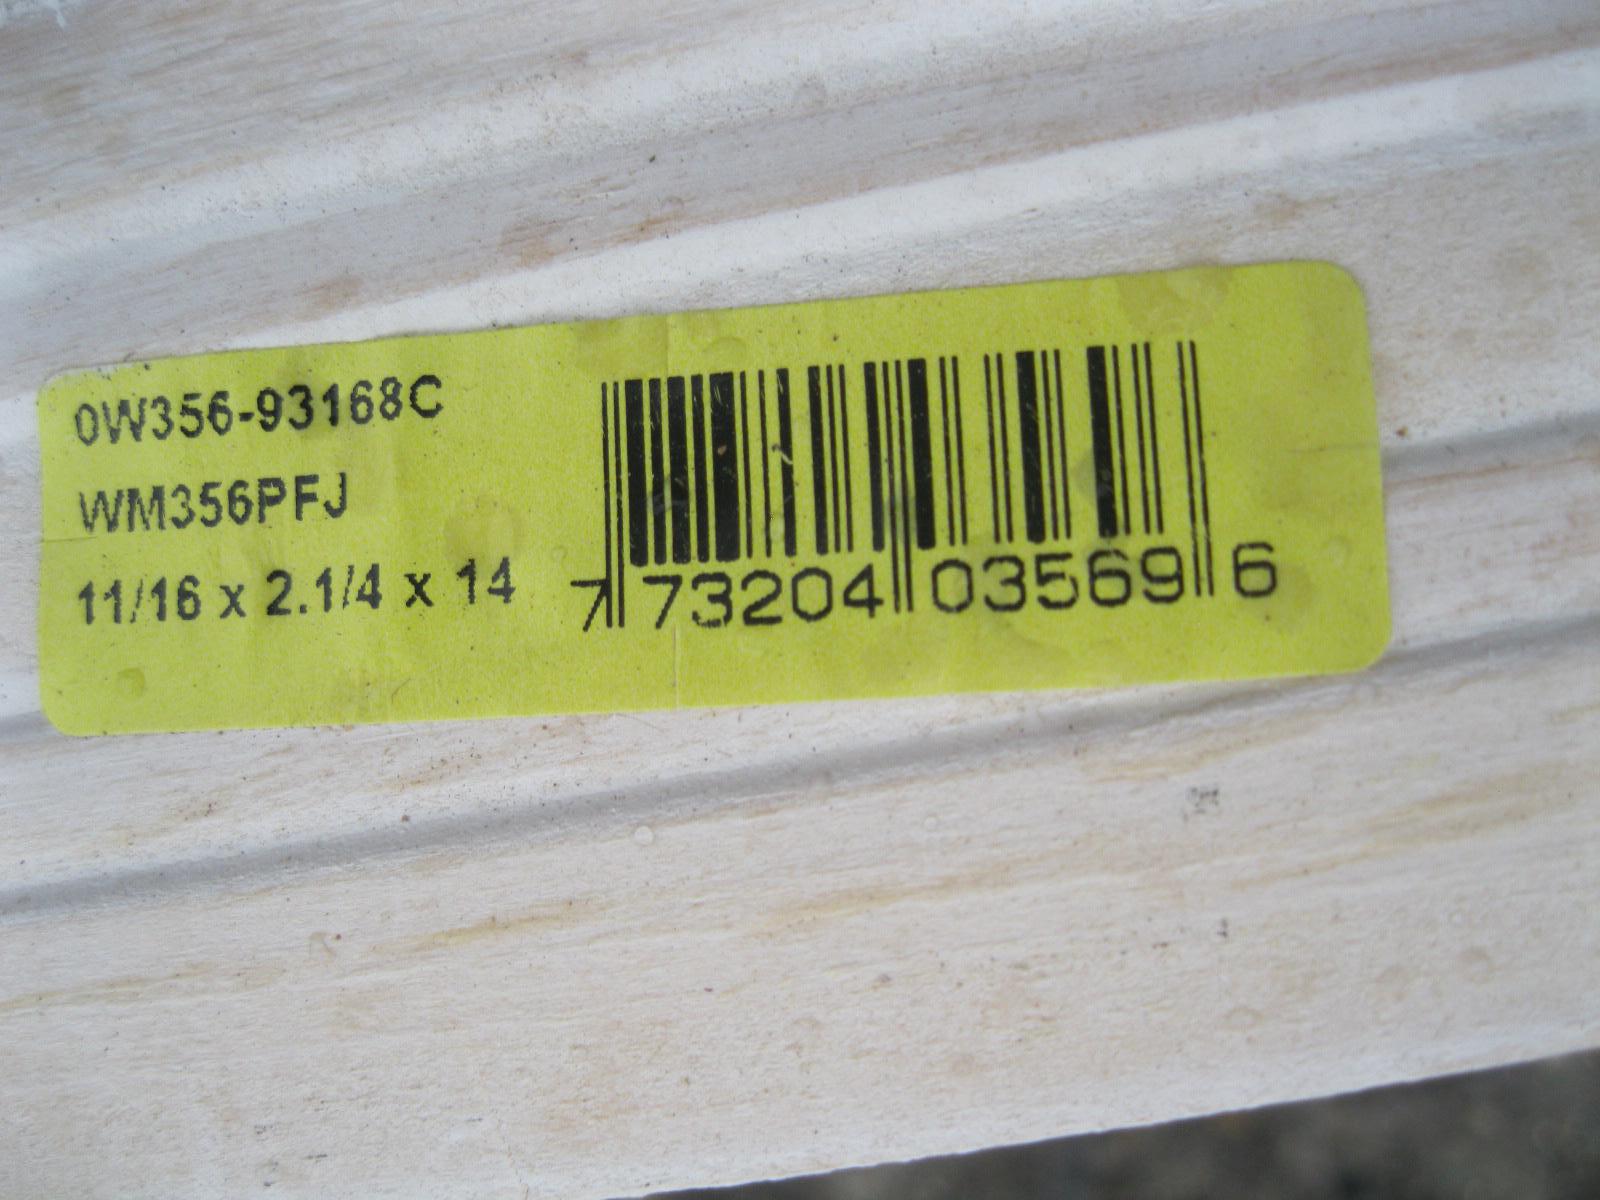 0W356-93168C
WM356PFJ
11/16 x 2.1/4 x 14
7 73204 03569 6